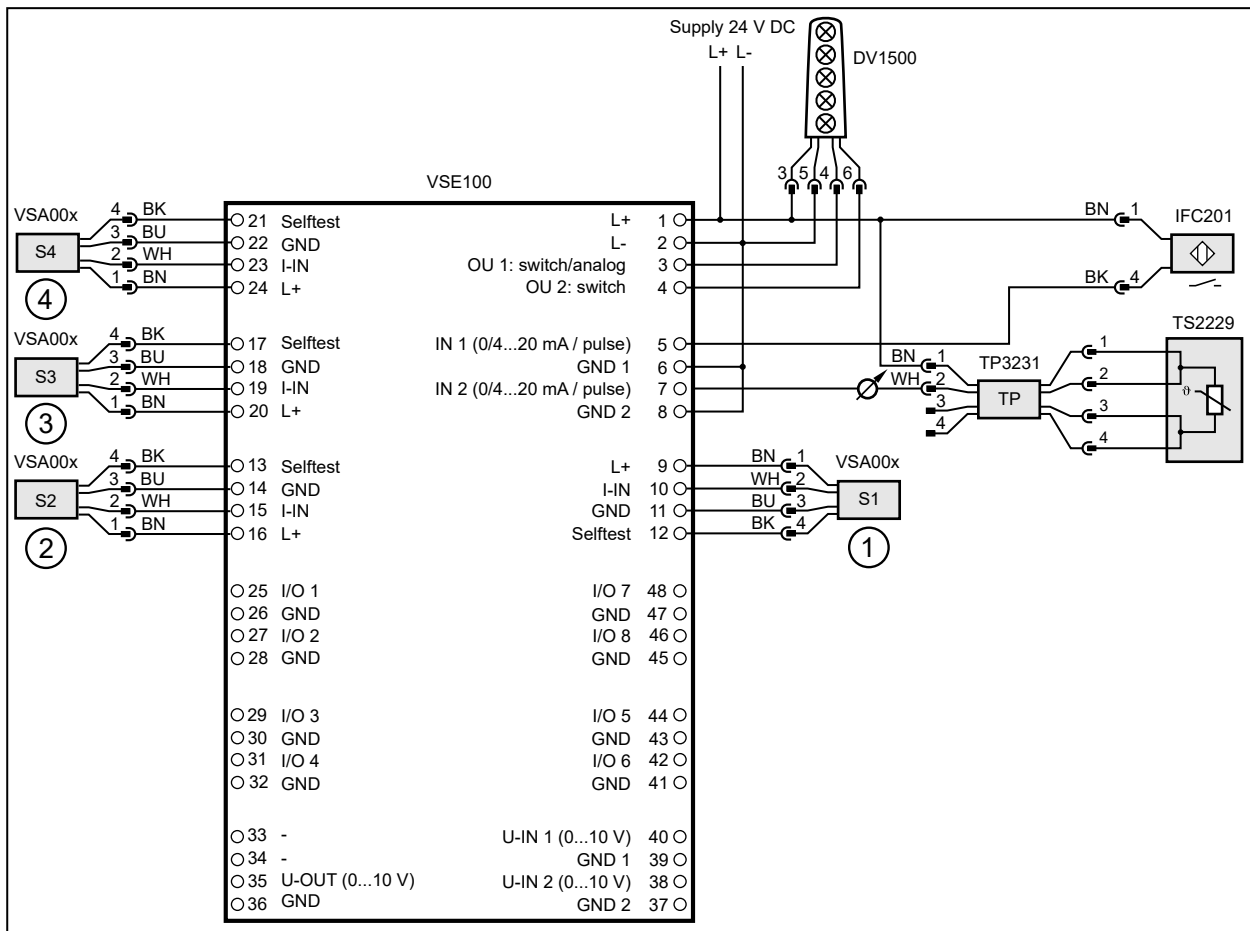 Supply 24 V DC
L+ L-
DV1500
3 5 4 6
VSE100
VSA00x
S4
4
4 BK
3 BU
2 WH
1 BN
21 Selftest
22 GND
23 I-IN
24 L+
VSA00x
S3
3
4 BK
3 BU
2 WH
1 BN
17 Selftest
18 GND
19 I-IN
20 L+
VSA00x
S2
2
4 BK
3 BU
2 WH
1 BN
13 Selftest
14 GND
15 I-IN
16 L+
25 I/O 1
26 GND
27 I/O 2
28 GND
29 I/O 3
30 GND
31 I/O 4
32 GND
33 -
34 -
35 U-OUT (0...10 V)
36 GND
L+ 1
L- 2
OU 1: switch/analog 3
OU 2: switch 4
IN 1 (0/4...20 mA / pulse) 5
GND 1 6
IN 2 (0/4...20 mA / pulse) 7
GND 2 8
L+ 9
I-IN 10
GND 11
Selftest 12
I/O 7 48
GND 47
I/O 8 46
GND 45
I/O 5 44
GND 43
I/O 6 42
GND 41
U-IN 1 (0...10 V) 40
GND 1 39
U-IN 2 (0...10 V) 38
GND 2 37
BN 1
BK 4
IFC201
BN 1
WH 2
3
4
TP3231
TP
1
2
3
4
TS2229
ϑ
BN 1
WH 2
BU 3
BK 4
VSA00x
S1
1